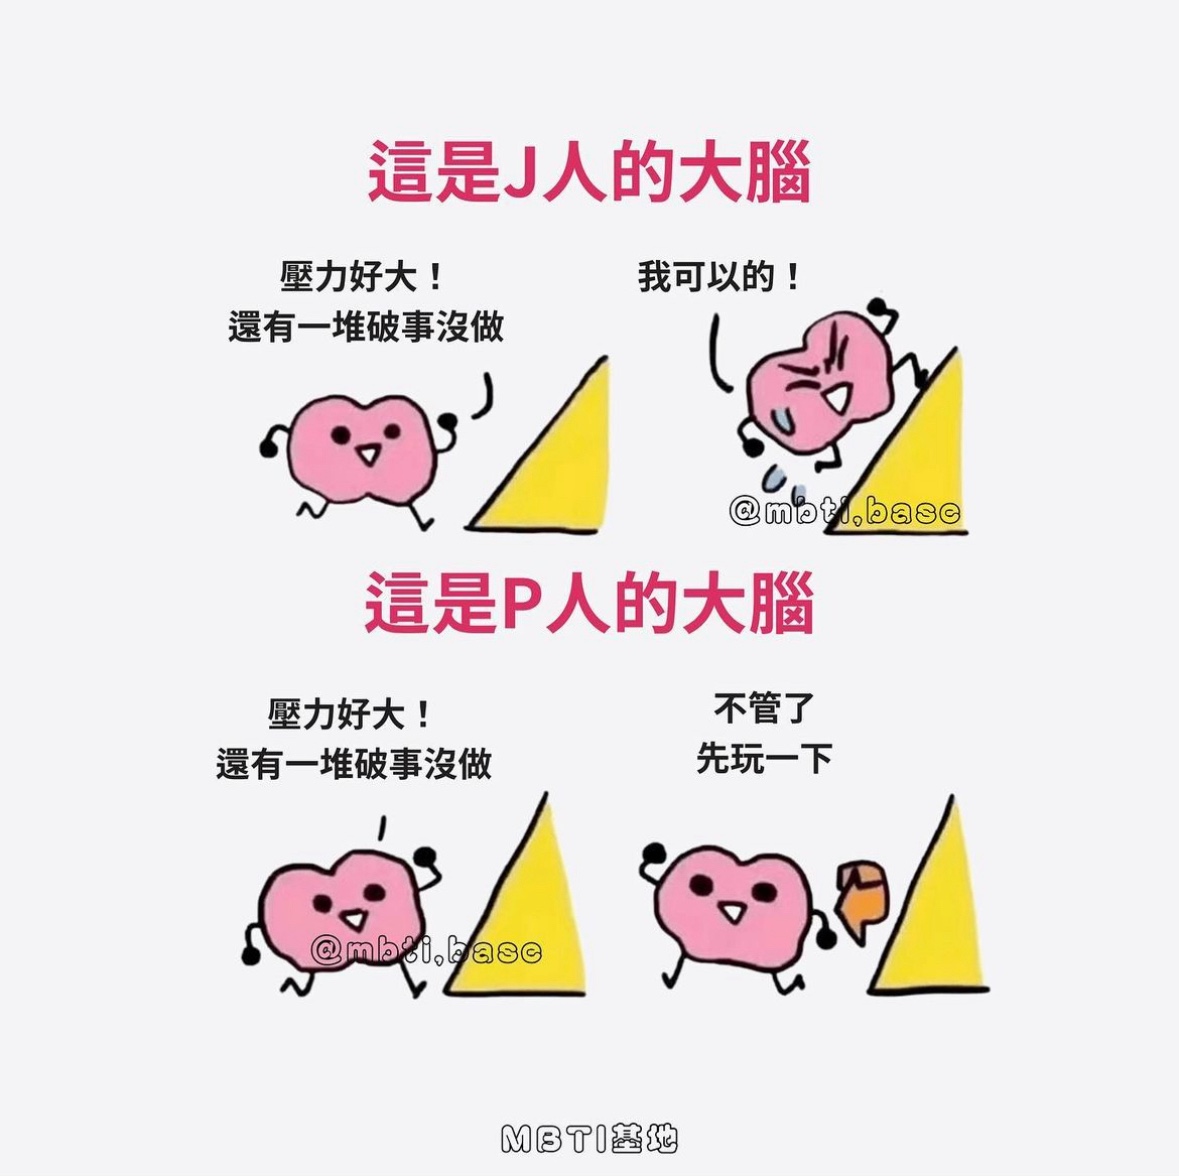 這是J人的大腦
壓力好大！
還有一堆破事沒做
我可以的！
@mbti,base
這是P人的大腦
壓力好大！
還有一堆破事沒做
不管了
先玩一下
@mbti,base
MBTI基地